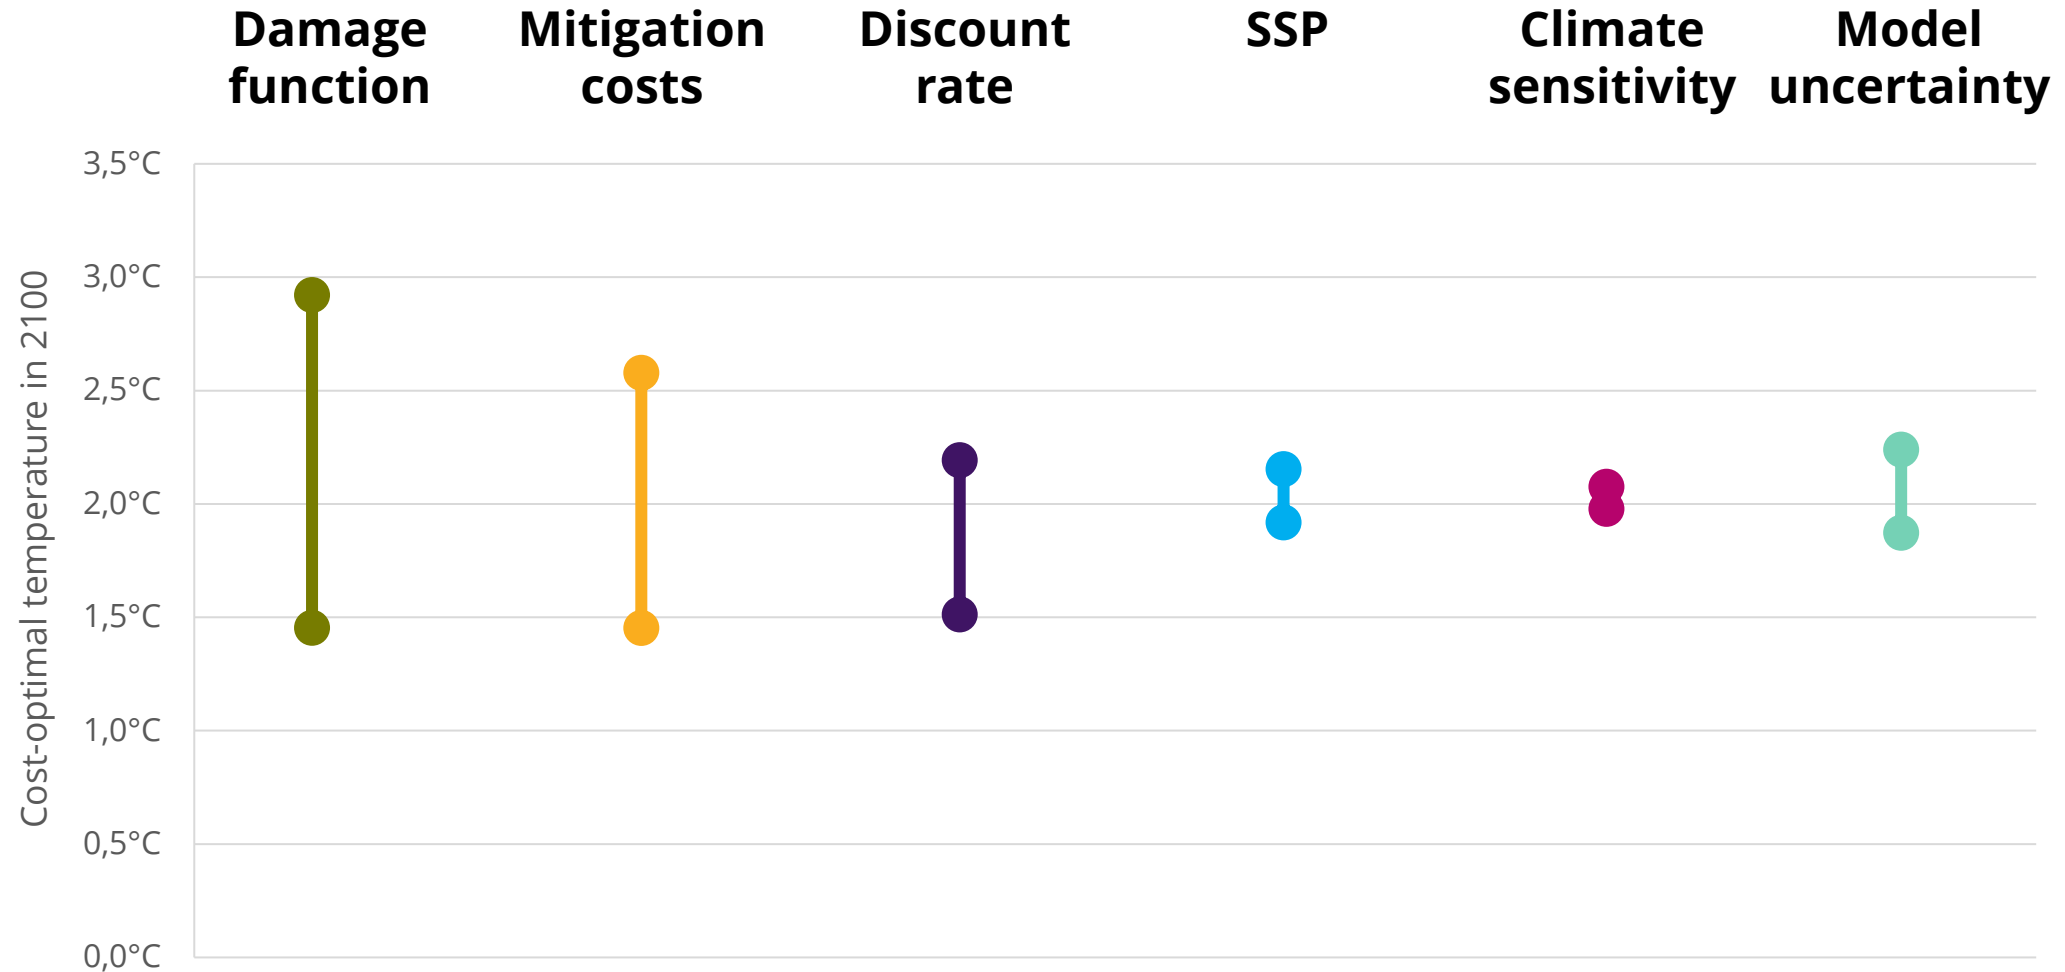 Damage
function
Mitigation
costs
Discount
rate
SSP
Climate
sensitivity
Model
uncertainty
Cost-optimal temperature in 2100
3,5°C
3,0°C
2,5°C
2,0°C
1,5°C
1,0°C
0,5°C
0,0°C